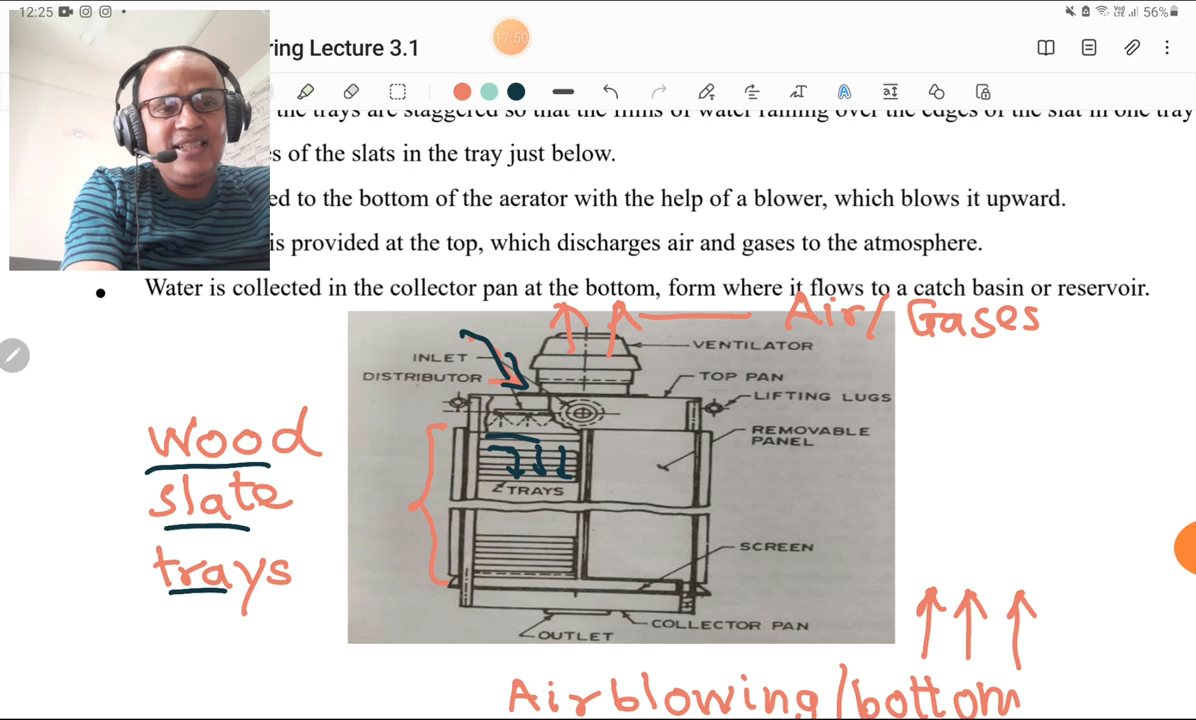 12:25
56%
ring Lecture 3.1
17:50
the trays are staggered so that the films of water falling over the edges of the slat in one tray
s of the slats in the tray just below.
ed to the bottom of the aerator with the help of a blower, which blows it upward.
is provided at the top, which discharges air and gases to the atmosphere.
• Water is collected in the collector pan at the bottom, form where it flows to a catch basin or reservoir.
Air/ Gases
VENTILATOR
INLET
DISTRIBUTOR
TOP PAN
LIFTING LUGS
REMOVABLE
PANEL
wood
slate
trays
TRAYS
SCREEN
COLLECTOR PAN
OUTLET
Air blowing/bottom